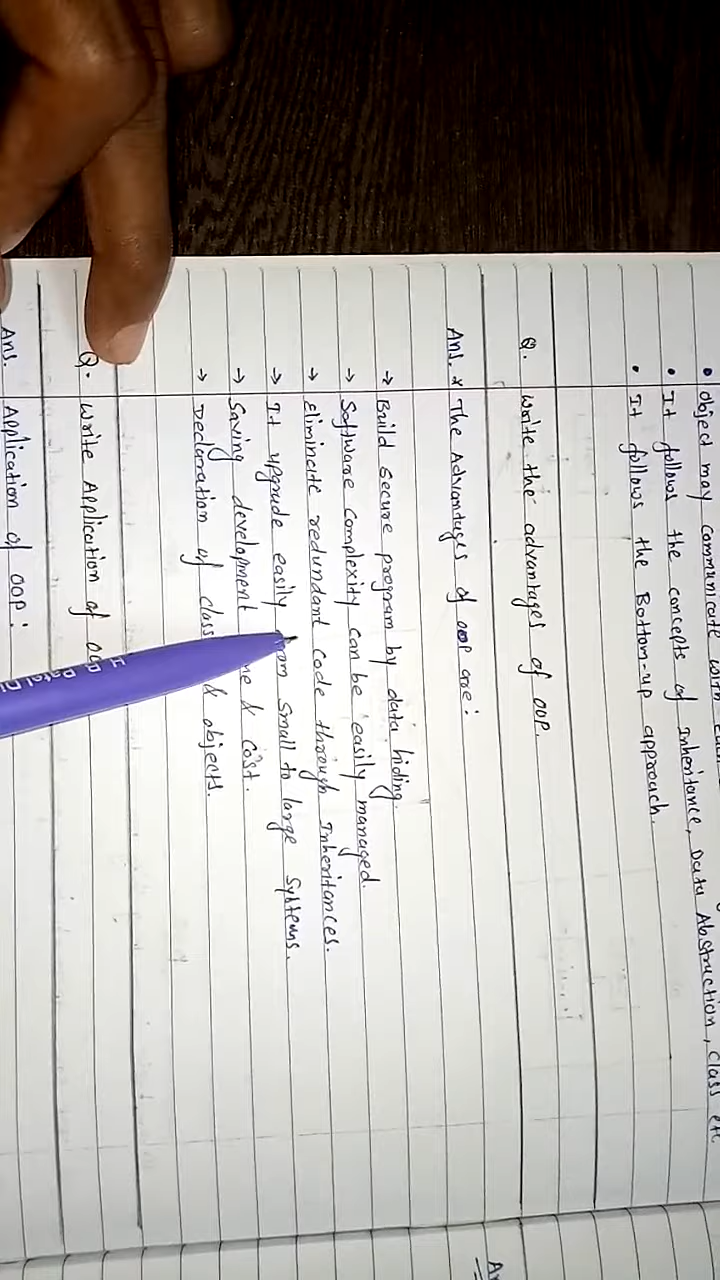 • Object may communicate with
• It follows the concepts of Inheritance, Data Abstraction, Class etc.
• It follows the Bottom-up approach.
Q. Write the advantages of OOP.
Ans. * The Advantages of OOP are:
→ Build secure program by data hiding.
→ Software complexity can be easily managed.
→ Eliminate redundant code through Inheritances.
→ It upgrade easily from small to large Systems.
→ Saving development & cost.
→ Declaration of class & objects.
Q. Write Application of OOP
Ans. Application of OOP: